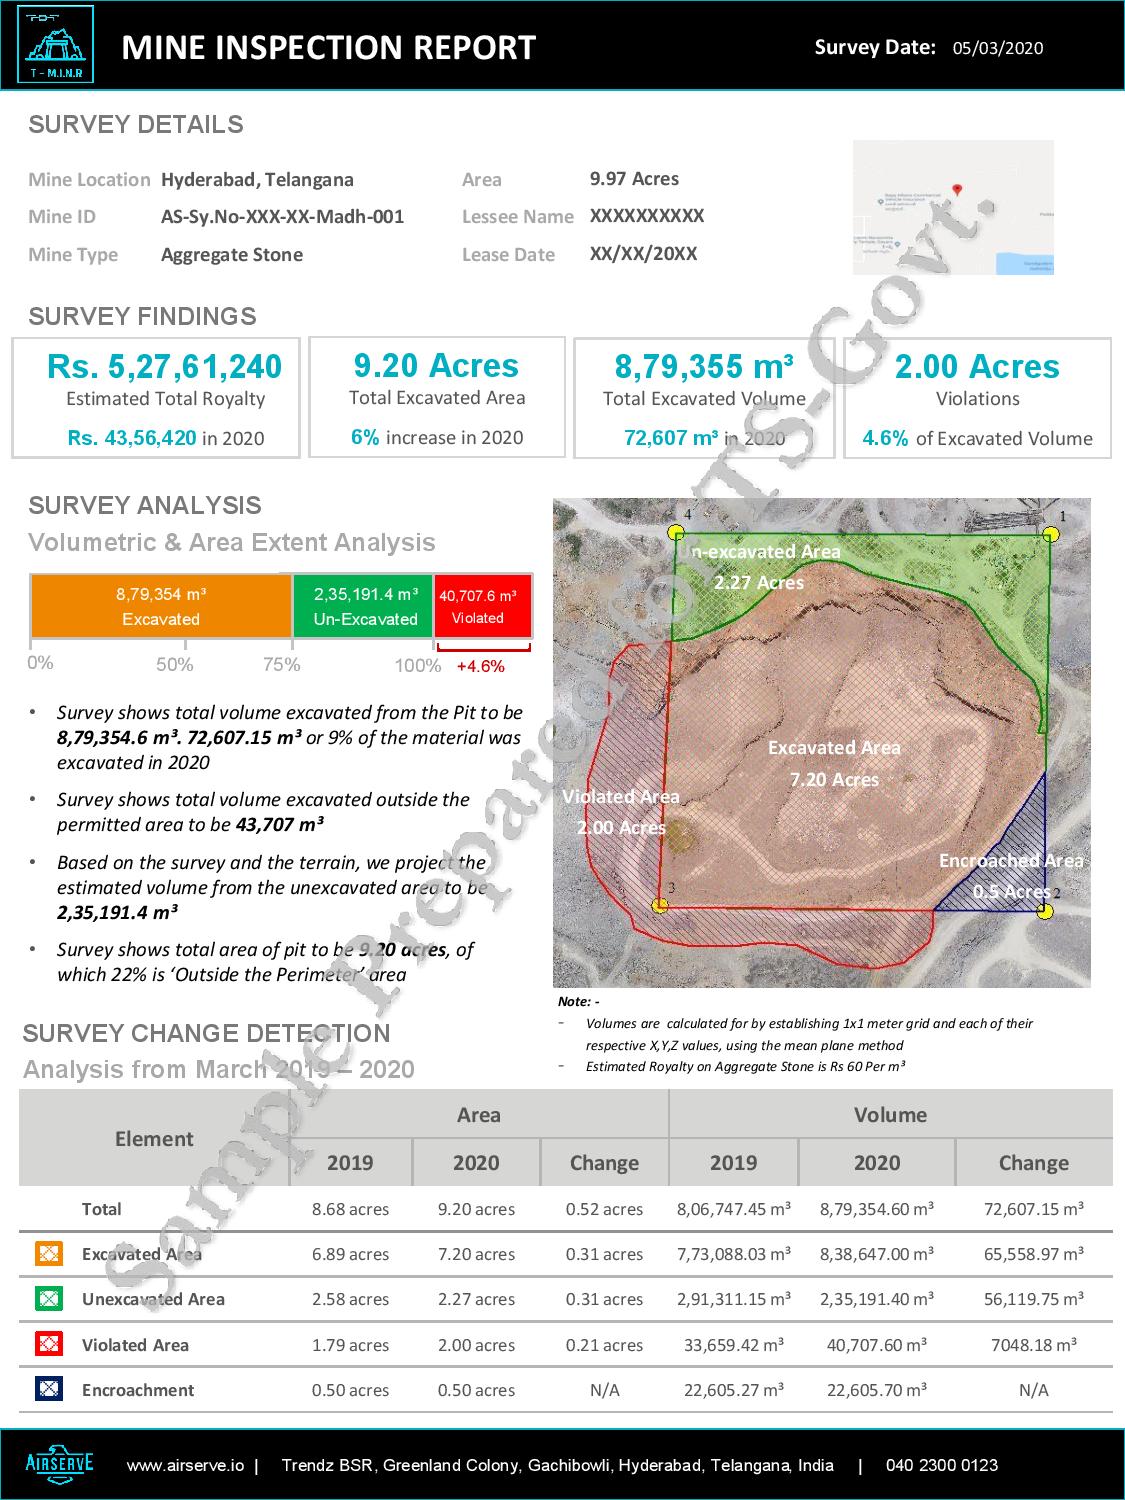 T - M.I.N.R
MINE INSPECTION REPORT
Survey Date: 05/03/2020
SURVEY DETAILS
Mine Location Hyderabad, Telangana
Area 9.97 Acres
Mine ID AS-Sy.No-XXX-XX-Madh-001
Lessee Name XXXXXXXXXX
Mine Type Aggregate Stone
Lease Date XX/XX/20XX
SURVEY FINDINGS
Rs. 5,27,61,240
Estimated Total Royalty
Rs. 43,56,420 in 2020
9.20 Acres
Total Excavated Area
6% increase in 2020
8,79,355 m³
Total Excavated Volume
72,607 m³ in 2020
2.00 Acres
Violations
4.6% of Excavated Volume
SURVEY ANALYSIS
Volumetric & Area Extent Analysis
8,79,354 m³
Excavated
2,35,191.4 m³
Un-Excavated
40,707.6 m³
Violated
0% 50% 75% 100% +4.6%
• Survey shows total volume excavated from the Pit to be
8,79,354.6 m³. 72,607.15 m³ or 9% of the material was
excavated in 2020
• Survey shows total volume excavated outside the
permitted area to be 43,707 m³
• Based on the survey and the terrain, we project the
estimated volume from the unexcavated area to be
2,35,191.4 m³
• Survey shows total area of pit to be 9.20 acres, of
which 22% is ‘Outside the Perimeter’ area
4
1
Un-excavated Area
2.27 Acres
Excavated Area
7.20 Acres
Violated Area
2.00 Acres
Encroached Area
0.5 Acres
3
2
Note: -
- Volumes are calculated for by establishing 1x1 meter grid and each of their
respective X,Y,Z values, using the mean plane method
- Estimated Royalty on Aggregate Stone is Rs 60 Per m³
SURVEY CHANGE DETECTION
Analysis from March 2019 – 2020
Element Area Volume
2019 2020 Change 2019 2020 Change
Total 8.68 acres 9.20 acres 0.52 acres 8,06,747.45 m³ 8,79,354.60 m³ 72,607.15 m³
Excavated Area 6.89 acres 7.20 acres 0.31 acres 7,73,088.03 m³ 8,38,647.00 m³ 65,558.97 m³
Unexcavated Area 2.58 acres 2.27 acres 0.31 acres 2,91,311.15 m³ 2,35,191.40 m³ 56,119.75 m³
Violated Area 1.79 acres 2.00 acres 0.21 acres 33,659.42 m³ 40,707.60 m³ 7048.18 m³
Encroachment 0.50 acres 0.50 acres N/A 22,605.27 m³ 22,605.70 m³ N/A
Sample Prepared for TS-Govt.
AIRSERVE
www.airserve.io | Trendz BSR, Greenland Colony, Gachibowli, Hyderabad, Telangana, India | 040 2300 0123